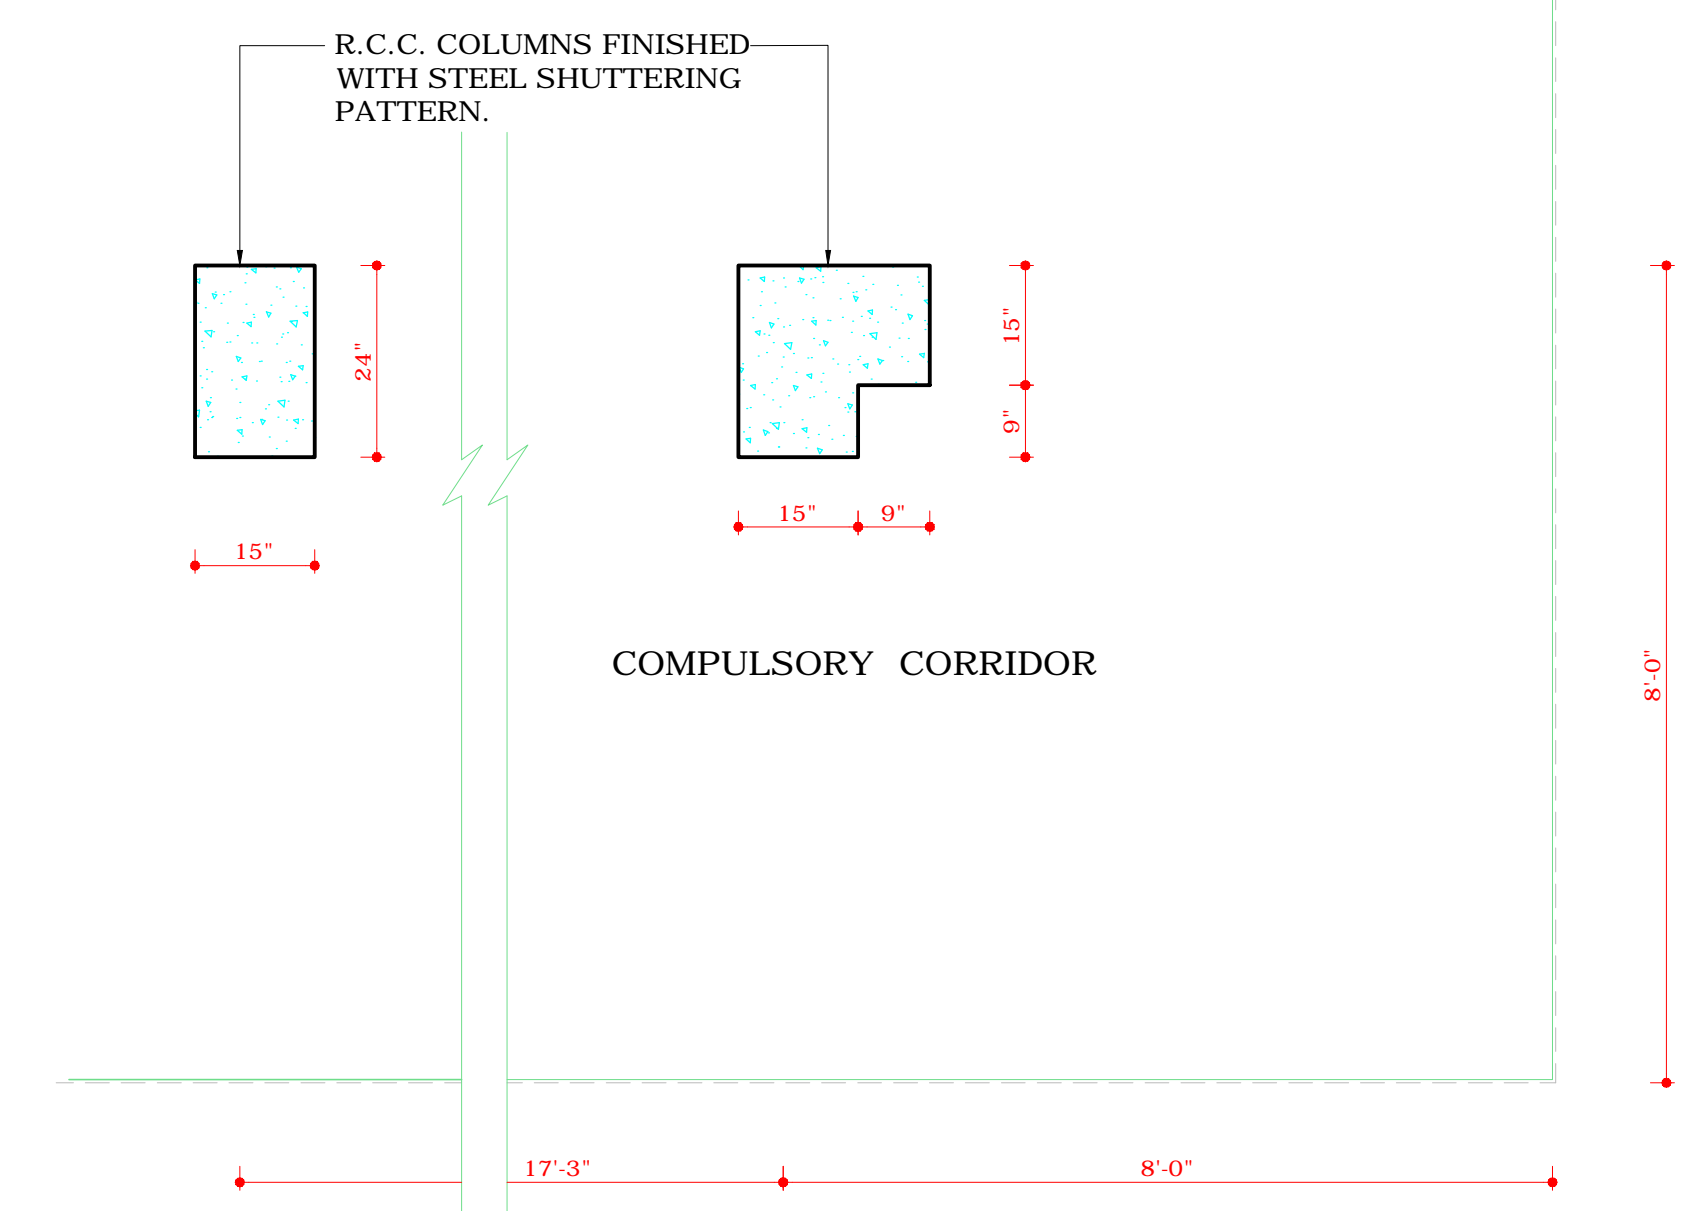 R.C.C. COLUMNS FINISHED
WITH STEEL SHUTTERING
PATTERN.
24"
15"
15"
9"
15"
9"
COMPULSORY CORRIDOR
8'-0"
17'-3"
8'-0"